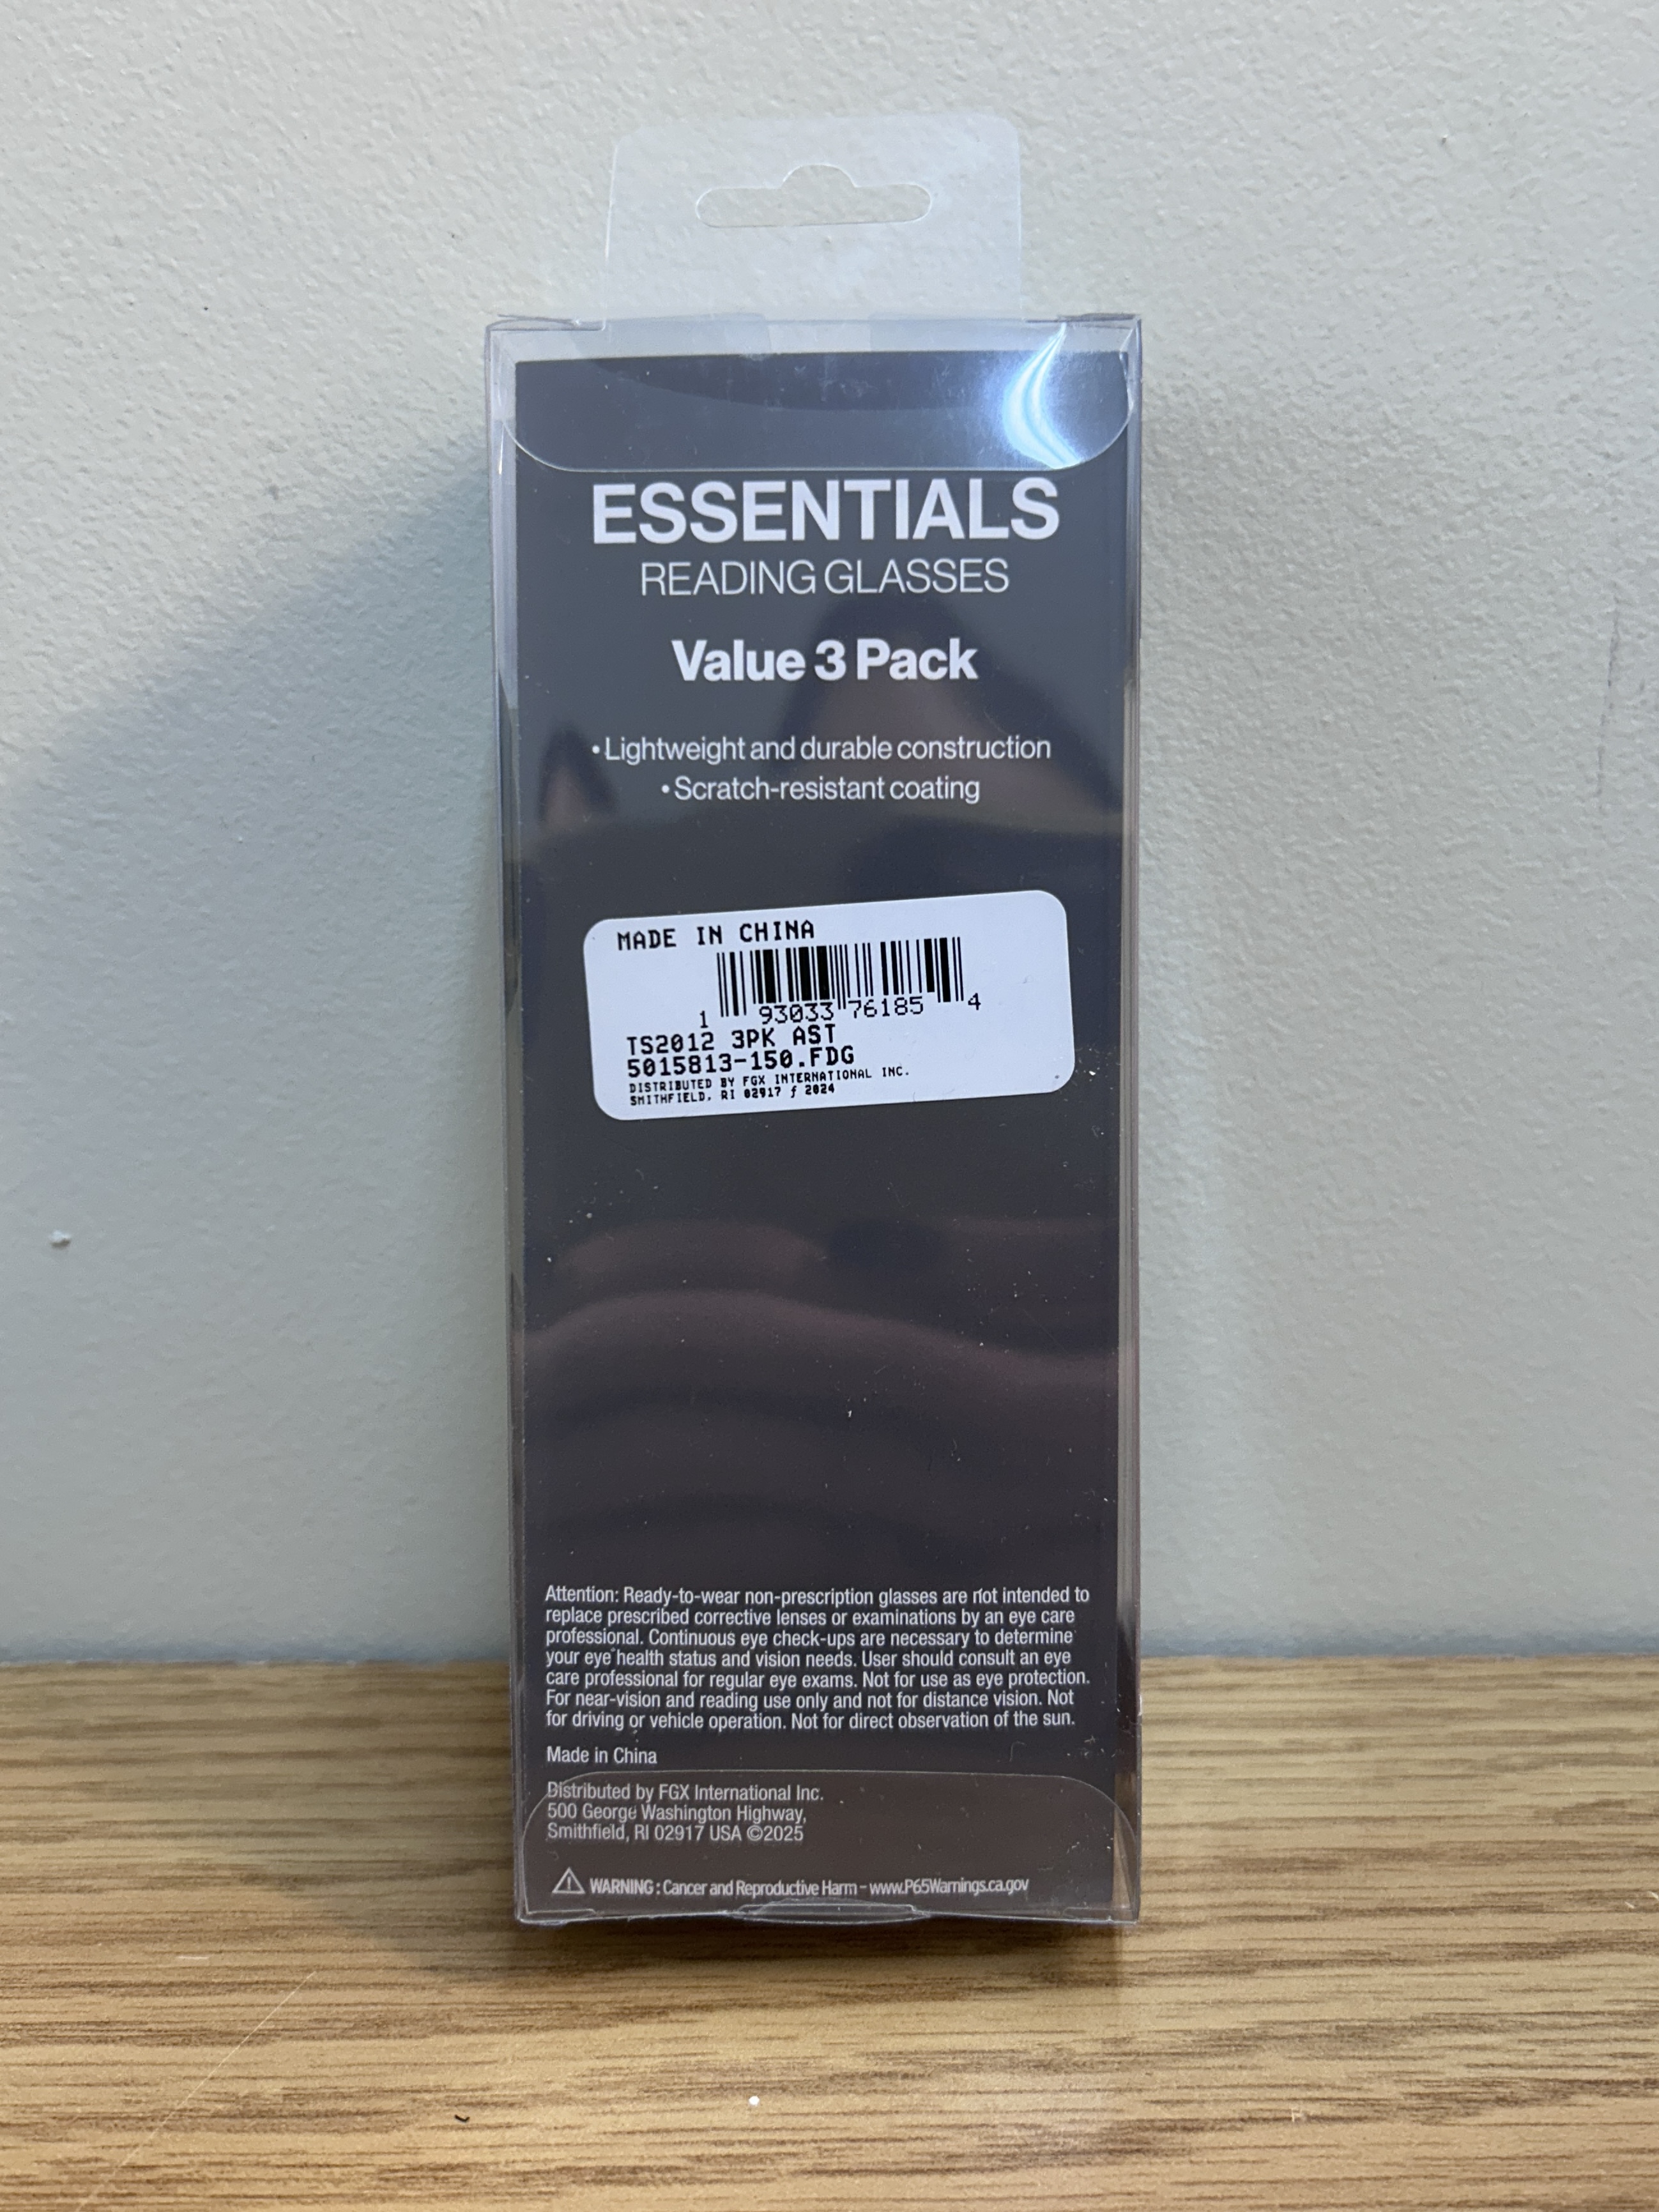 ESSENTIALS
READING GLASSES
Value 3 Pack
• Lightweight and durable construction
• Scratch-resistant coating
MADE IN CHINA
1 93033 76185 4
TS2012 3PK AST
5015813-150.FDG
DISTRIBUTED BY FGX INTERNATIONAL INC.
SMITHFIELD, RI 02917 ƒ 2024
Attention: Ready-to-wear non-prescription glasses are not intended to
replace prescribed corrective lenses or examinations by an eye care
professional. Continuous eye check-ups are necessary to determine
your eye health status and vision needs. User should consult an eye
care professional for regular eye exams. Not for use as eye protection.
For near-vision and reading use only and not for distance vision. Not
for driving or vehicle operation. Not for direct observation of the sun.
Made in China
Distributed by FGX International Inc.
500 George Washington Highway,
Smithfield, RI 02917 USA ©2025
⚠ WARNING : Cancer and Reproductive Harm – www.P65Warnings.ca.gov